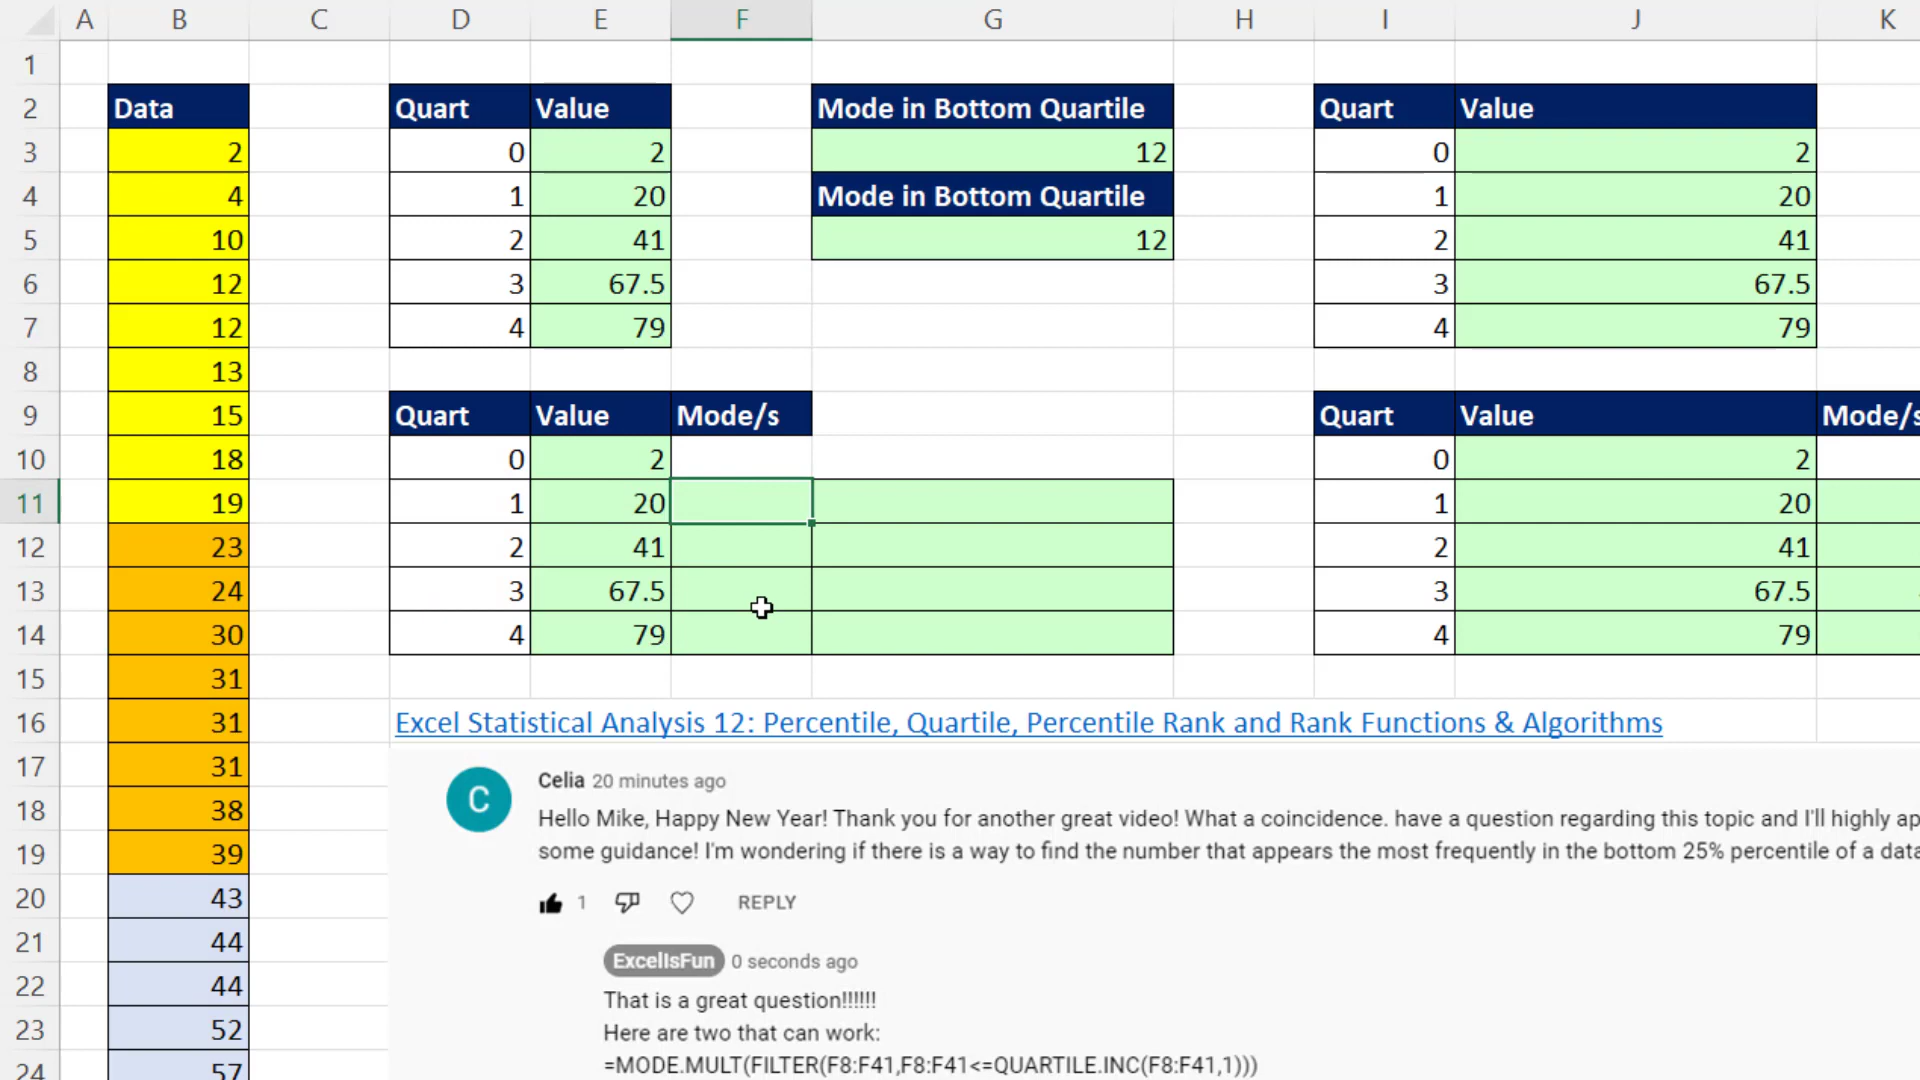 A B C D E F G H I J K
1
2 Data Quart Value Mode in Bottom Quartile Quart Value
3 2 0 2 12 0 2
4 4 1 20 Mode in Bottom Quartile 1 20
5 10 2 41 12 2 41
6 12 3 67.5 3 67.5
7 12 4 79 4 79
8 13
9 15 Quart Value Mode/s Quart Value Mode/s
10 18 0 2 0 2
11 19 1 20 1 20
12 23 2 41 2 41
13 24 3 67.5 3 67.5
14 30 4 79 4 79
15 31
16 31 Excel Statistical Analysis 12: Percentile, Quartile, Percentile Rank and Rank Functions & Algorithms
17 31
18 38
19 39
20 43
21 44
22 44
23 52
24 57
C
Celia 20 minutes ago
Hello Mike, Happy New Year! Thank you for another great video! What a coincidence. have a question regarding this topic and I'll highly ap
some guidance! I'm wondering if there is a way to find the number that appears the most frequently in the bottom 25% percentile of a data
1 REPLY
ExcelIsFun 0 seconds ago
That is a great question!!!!!!
Here are two that can work:
=MODE.MULT(FILTER(F8:F41,F8:F41<=QUARTILE.INC(F8:F41,1)))